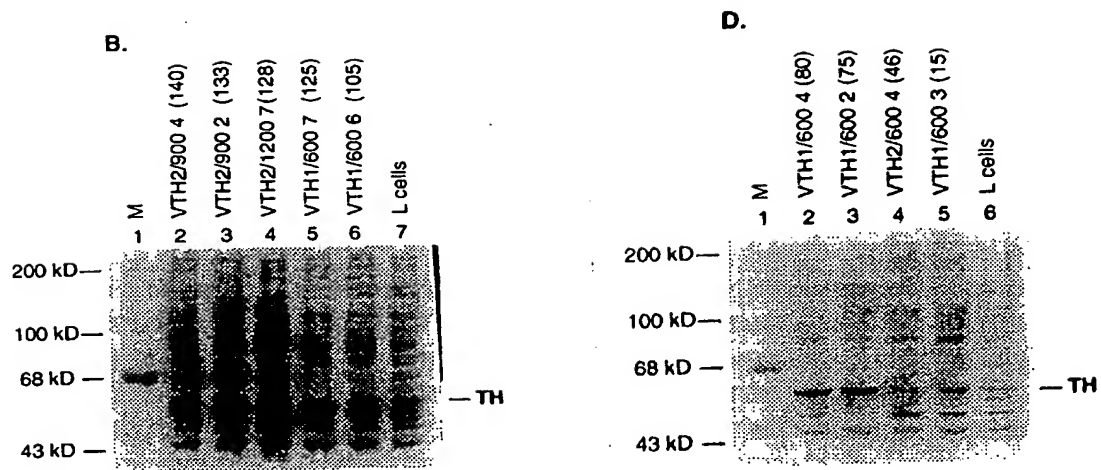 B.
M
VTH2/900 4 (140)
VTH2/900 2 (133)
VTH2/1200 7 (128)
VTH1/600 7 (125)
VTH1/600 6 (105)
L cells
1 2 3 4 5 6 7
200 kD—
100 kD—
68 kD —
43 kD —
— TH
D.
M
VTH1/600 4 (80)
VTH1/600 2 (75)
VTH2/600 4 (46)
VTH1/600 3 (15)
L cells
1 2 3 4 5 6
200 kD—
100 kD—
68 kD —
43 kD —
— TH